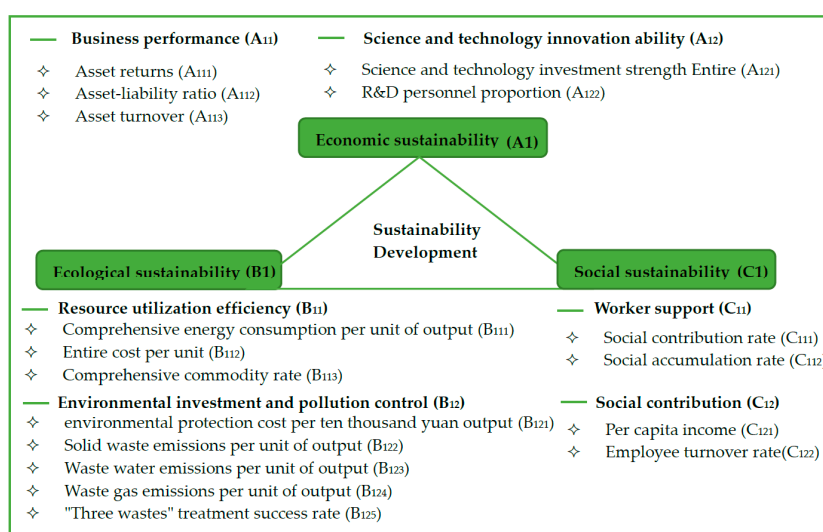 Business performance (A11)
Asset returns (A111)
Asset-liability ratio (A112)
Asset turnover (A113)
Science and technology innovation ability (A12)
Science and technology investment strength Entire (A121)
R&D personnel proportion (A122)
Economic sustainability (A1)
Sustainability
Development
Ecological sustainability (B1)
Social sustainability (C1)
Resource utilization efficiency (B11)
Comprehensive energy consumption per unit of output (B111)
Entire cost per unit (B112)
Comprehensive commodity rate (B113)
Environmental investment and pollution control (B12)
environmental protection cost per ten thousand yuan output (B121)
Solid waste emissions per unit of output (B122)
Waste water emissions per unit of output (B123)
Waste gas emissions per unit of output (B124)
"Three wastes" treatment success rate (B125)
Worker support (C11)
Social contribution rate (C111)
Social accumulation rate (C112)
Social contribution (C12)
Per capita income (C121)
Employee turnover rate(C122)